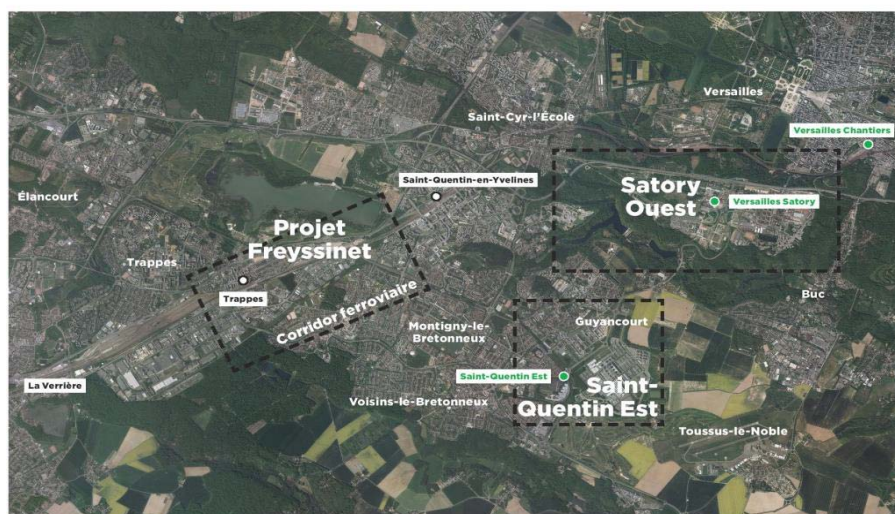 Versailles
Saint-Cyr-l'École
Versailles Chantiers
Élancourt
Saint-Quentin-en-Yvelines
Satory
Ouest
Versailles Satory
Projet
Freyssinet
Trappes
Trappes
Corridor ferroviaire
Buc
Montigny-le-
Bretonneux
Guyancourt
La Verrière
Saint-Quentin Est
Saint-
Quentin Est
Voisins-le-Bretonneux
Toussus-le-Noble